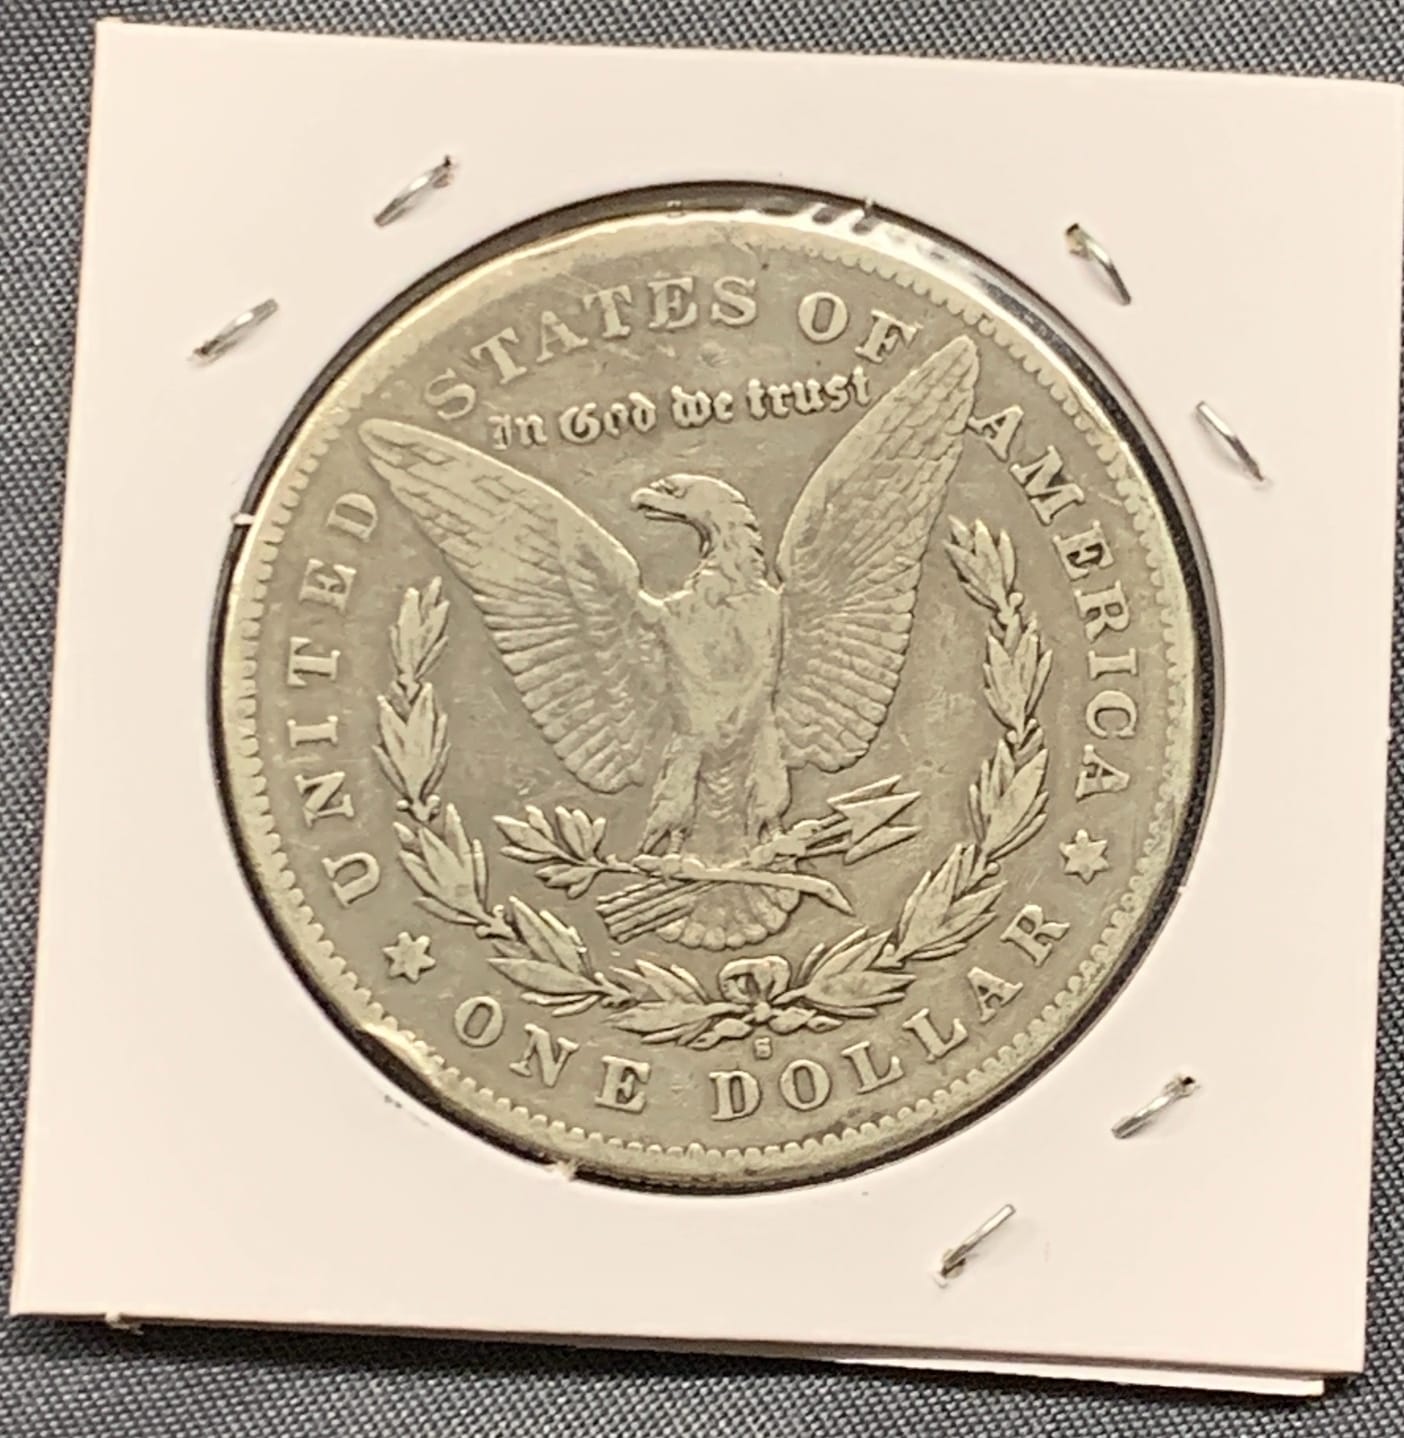 UNITED STATES OF AMERICA
In God we trust
S
ONE DOLLAR